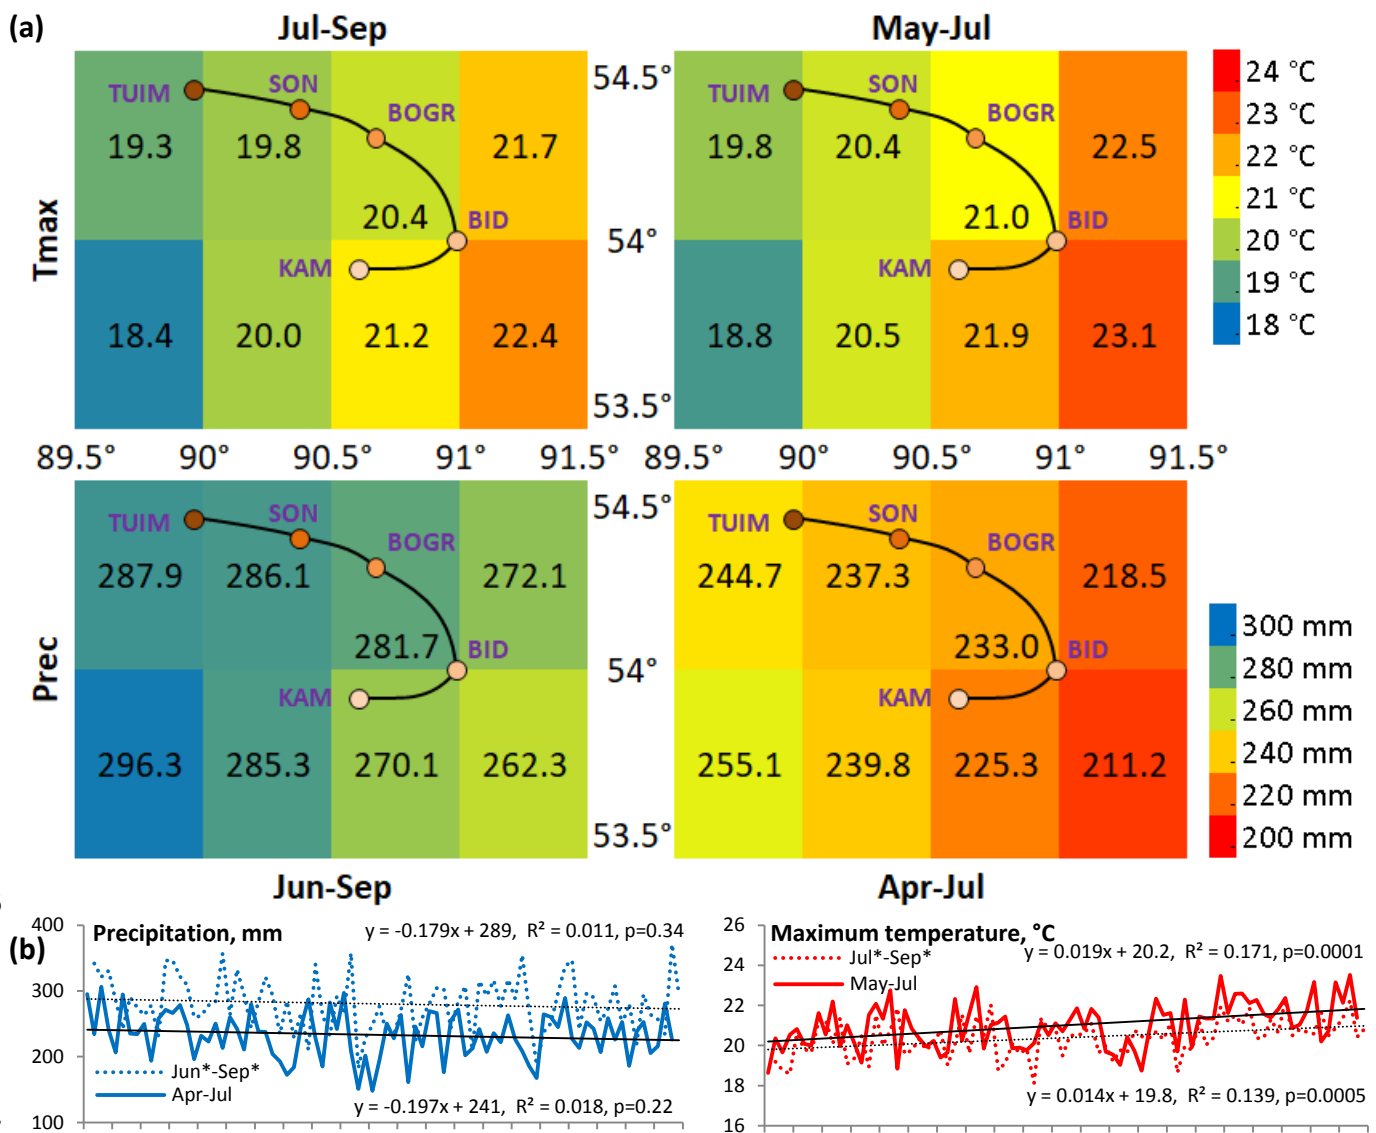 (a)
Jul-Sep
May-Jul
Tmax
TUIM
SON
BOGR
19.3
19.8
21.7
20.4
BID
KAM
18.4
20.0
21.2
22.4
54.5°
54°
53.5°
TUIM
SON
BOGR
19.8
20.4
22.5
21.0
BID
KAM
18.8
20.5
21.9
23.1
24 °C
23 °C
22 °C
21 °C
20 °C
19 °C
18 °C
89.5° 90° 90.5° 91° 91.5° 89.5° 90° 90.5° 91° 91.5°
Prec
TUIM
SON
BOGR
287.9
286.1
272.1
281.7
BID
KAM
296.3
285.3
270.1
262.3
54.5°
54°
53.5°
TUIM
SON
BOGR
244.7
237.3
218.5
233.0
BID
KAM
255.1
239.8
225.3
211.2
300 mm
280 mm
260 mm
240 mm
220 mm
200 mm
Jun-Sep
Apr-Jul
(b)
400
300
200
100
Precipitation, mm
y = -0.179x + 289, R² = 0.011, p=0.34
Jun*-Sep*
Apr-Jul
y = -0.197x + 241, R² = 0.018, p=0.22
26
24
22
20
18
16
Maximum temperature, °C
y = 0.019x + 20.2, R² = 0.171, p=0.0001
Jul*-Sep*
May-Jul
y = 0.014x + 19.8, R² = 0.139, p=0.0005